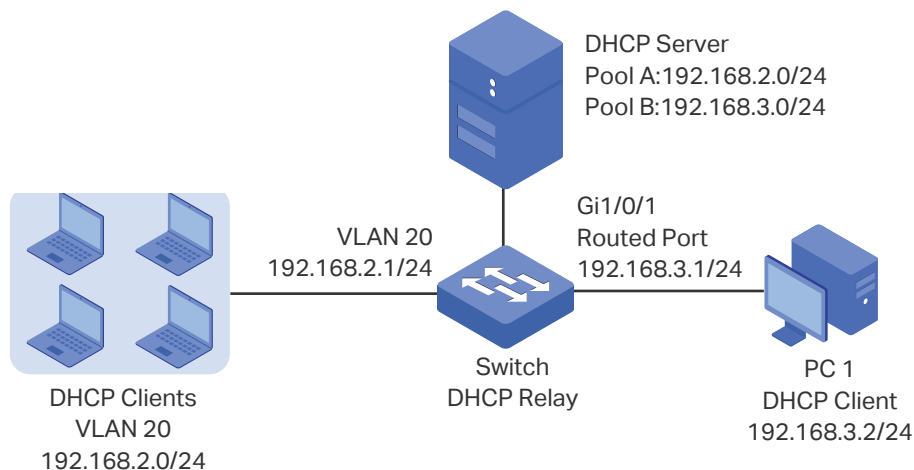 DHCP Server
Pool A:192.168.2.0/24
Pool B:192.168.3.0/24
VLAN 20
192.168.2.1/24
Gi1/0/1
Routed Port
192.168.3.1/24
Switch
DHCP Relay
PC 1
DHCP Client
192.168.3.2/24
DHCP Clients
VLAN 20
192.168.2.0/24